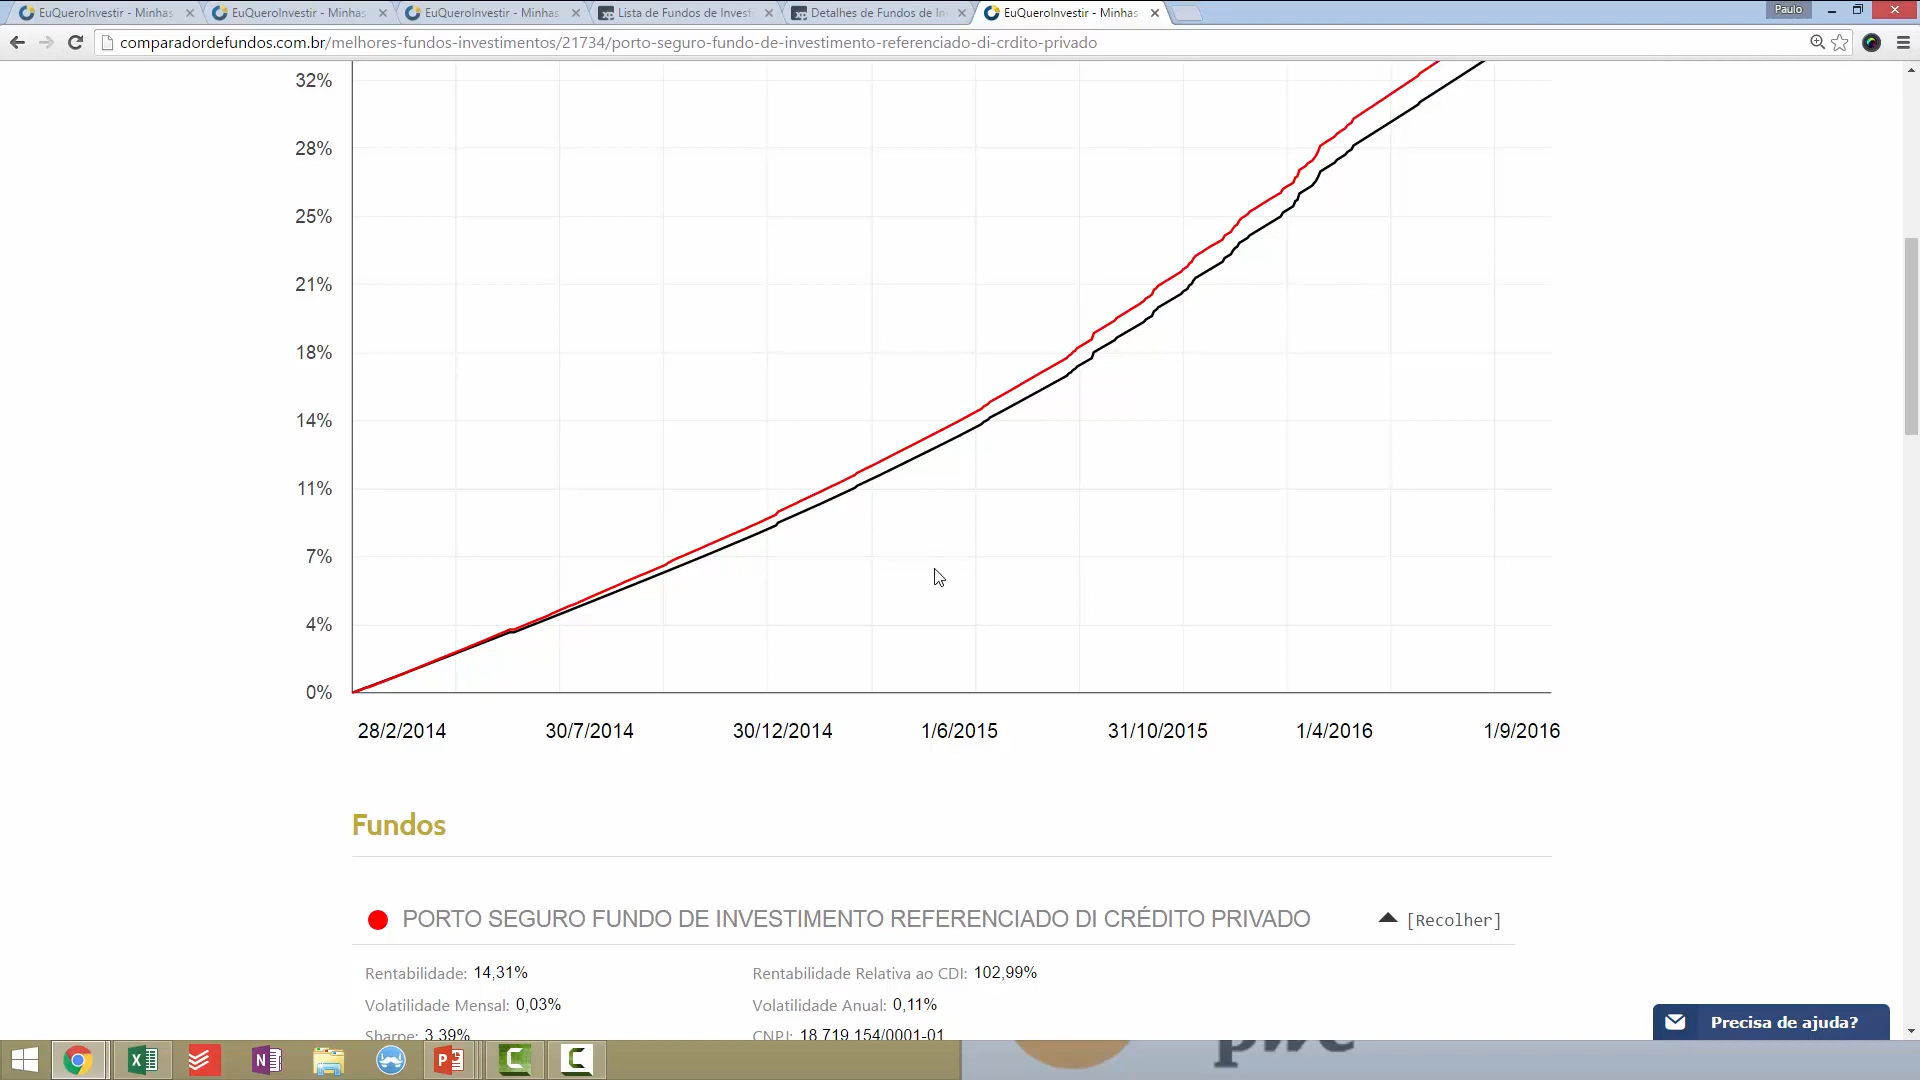 EuQueroInvestir - Minhas
EuQueroInvestir - Minhas
EuQueroInvestir - Minhas
Lista de Fundos de Invest
Detalhes de Fundos de In
EuQueroInvestir - Minhas
Paulo
comparadordefundos.com.br/melhores-fundos-investimentos/21734/porto-seguro-fundo-de-investimento-referenciado-di-crdito-privado
32%
28%
25%
21%
18%
14%
11%
7%
4%
0%
28/2/2014 30/7/2014 30/12/2014 1/6/2015 31/10/2015 1/4/2016 1/9/2016
Fundos
PORTO SEGURO FUNDO DE INVESTIMENTO REFERENCIADO DI CRÉDITO PRIVADO [Recolher]
Rentabilidade: 14,31% Rentabilidade Relativa ao CDI: 102,99%
Volatilidade Mensal: 0,03% Volatilidade Anual: 0,11%
Sharpe: 3,39% CNPJ: 18.719.154/0001-01
Precisa de ajuda?
pwc